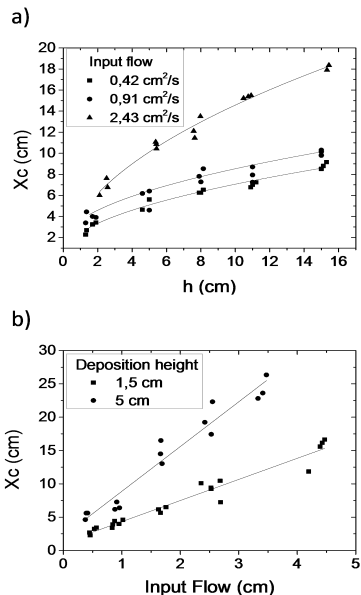 a)
Xc (cm)
20
18
16
14
12
10
8
6
4
2
Input flow
0,42 cm²/s
0,91 cm²/s
2,43 cm²/s
0 2 4 6 8 10 12 14 16
h (cm)
b)
Xc (cm)
30
25
20
15
10
5
0
Deposition height
1,5 cm
5 cm
0 1 2 3 4 5
Input Flow (cm)